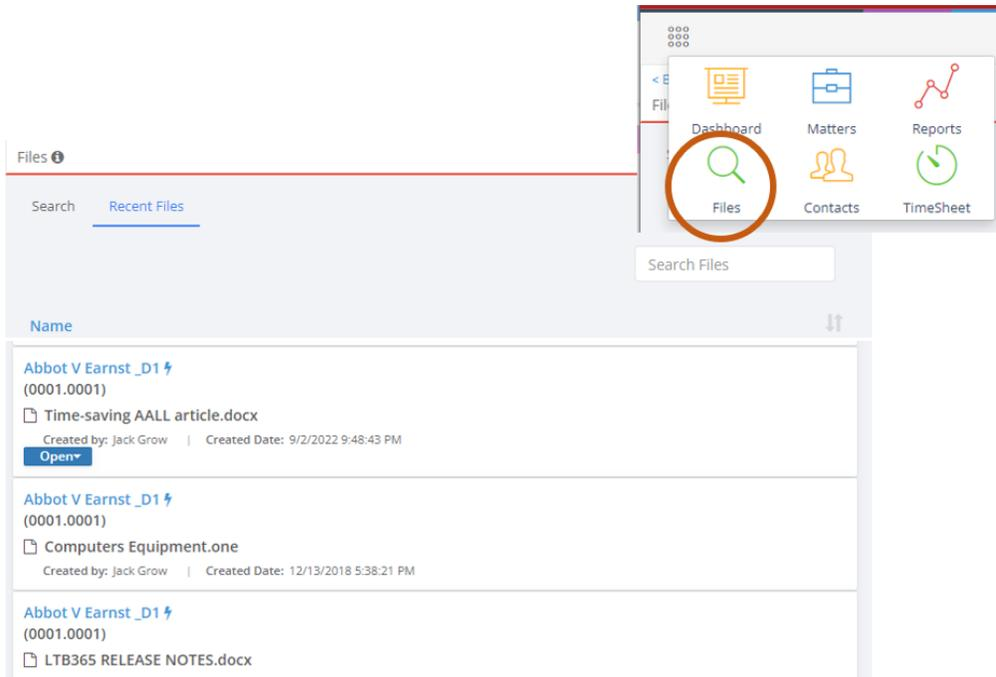 < B
Fil
Dashboard Matters Reports
Files Contacts TimeSheet
Files
Search Recent Files
Search Files
Name
Abbot V Earnst _D1
(0001.0001)
Time-saving AALL article.docx
Created by: Jack Grow | Created Date: 9/2/2022 9:48:43 PM
Open
Abbot V Earnst _D1
(0001.0001)
Computers Equipment.one
Created by: Jack Grow | Created Date: 12/13/2018 5:38:21 PM
Abbot V Earnst _D1
(0001.0001)
LTB365 RELEASE NOTES.docx